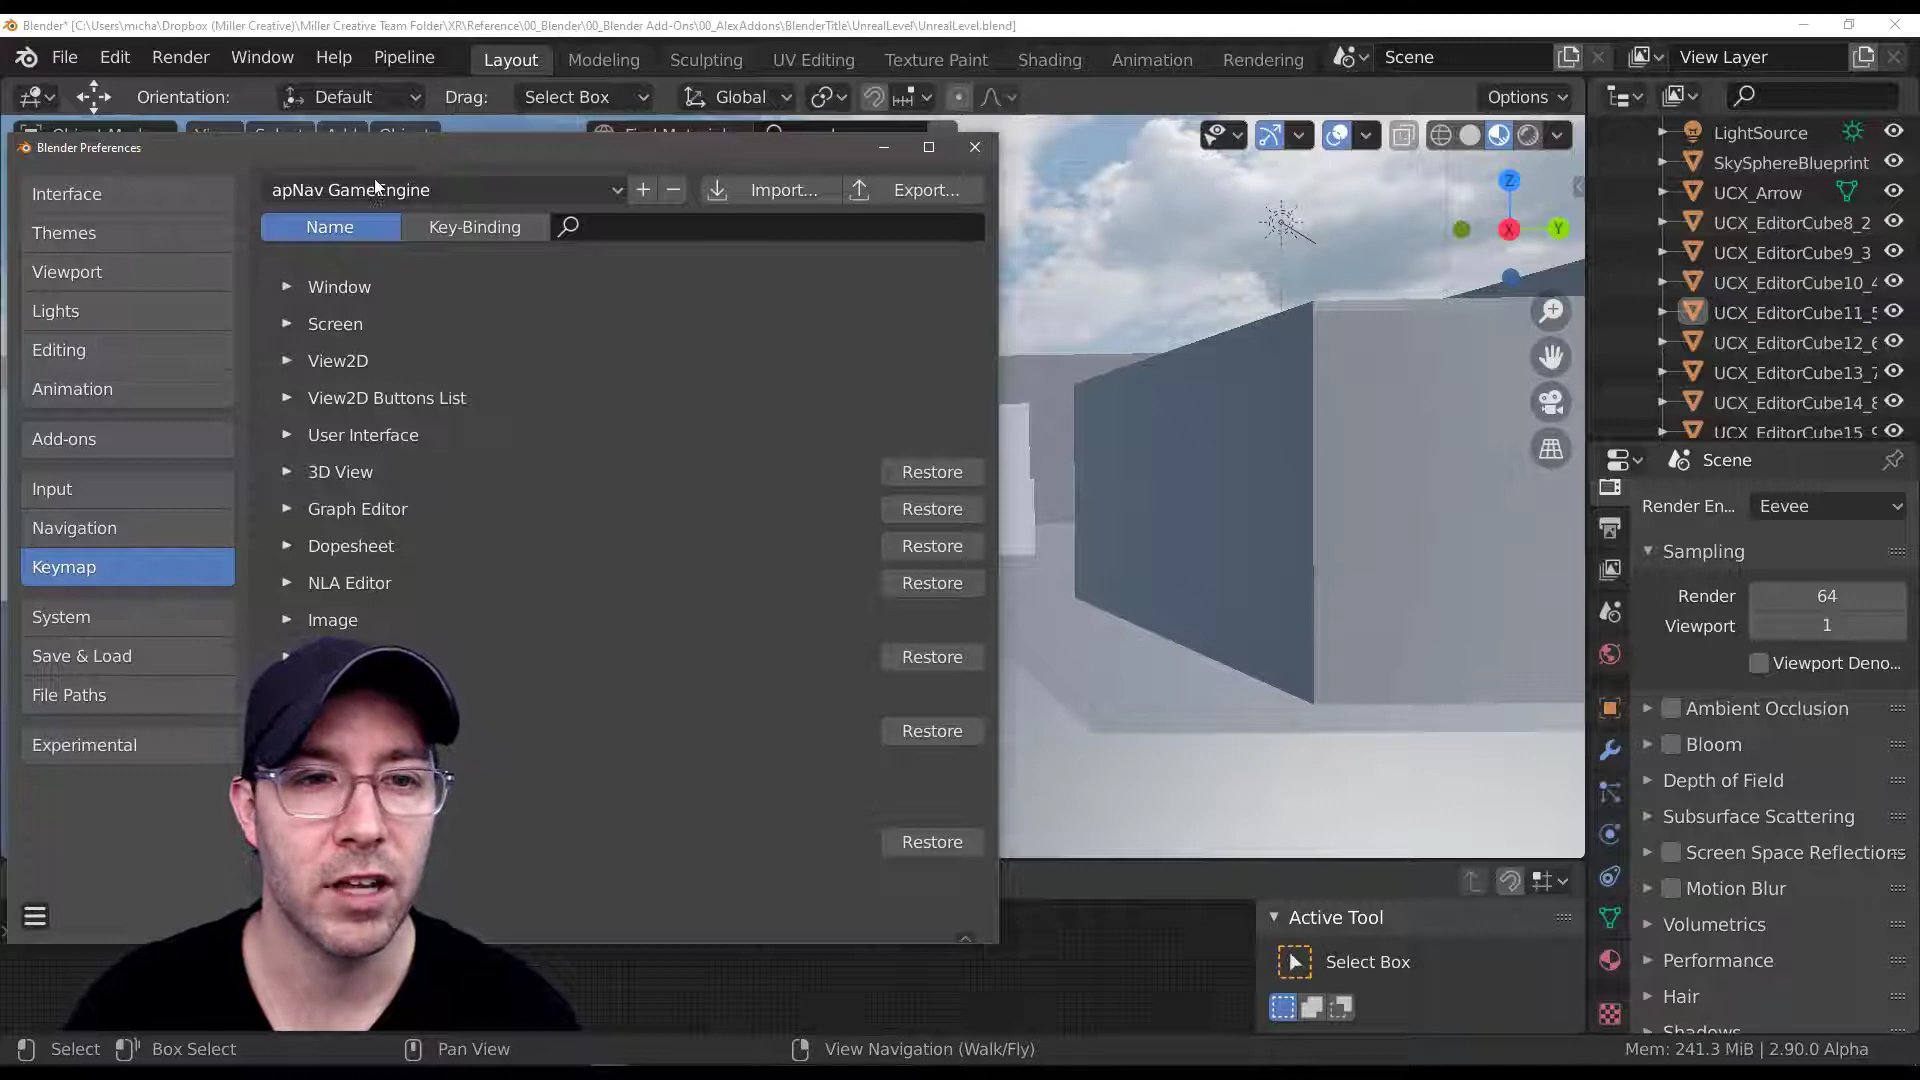 Blender* [C:\Users\micha\Dropbox (Miller Creative)\Miller Creative Team Folder\XR\Reference\00_Blender\00_Blender Add-Ons\00_AlexAddons\BlenderTitle\UnrealLevel\UnrealLevel.blend]
File Edit Render Window Help Pipeline Layout Modeling Sculpting UV Editing Texture Paint Shading Animation Rendering Scene View Layer
Orientation: Default Drag: Select Box Global Options
Blender Preferences
Interface
Themes
Viewport
Lights
Editing
Animation
Add-ons
Input
Navigation
Keymap
System
Save & Load
File Paths
Experimental
apNav GameEngine Import... Export...
Name Key-Binding
Window
Screen
View2D
View2D Buttons List
User Interface
3D View Restore
Graph Editor Restore
Dopesheet Restore
NLA Editor Restore
Image
Restore
Restore
Restore
Z
X
Y
LightSource
SkySphereBlueprint
UCX_Arrow
UCX_EditorCube8_2
UCX_EditorCube9_3
UCX_EditorCube10_4
UCX_EditorCube11_5
UCX_EditorCube12_6
UCX_EditorCube13_7
UCX_EditorCube14_8
UCX_EditorCube15_9
Scene
Render En... Eevee
Sampling
Render 64
Viewport 1
Viewport Deno...
Ambient Occlusion
Bloom
Depth of Field
Subsurface Scattering
Screen Space Reflections
Motion Blur
Volumetrics
Performance
Hair
Shadows
Active Tool
Select Box
Select Box Select Pan View View Navigation (Walk/Fly) Mem: 241.3 MiB | 2.90.0 Alpha